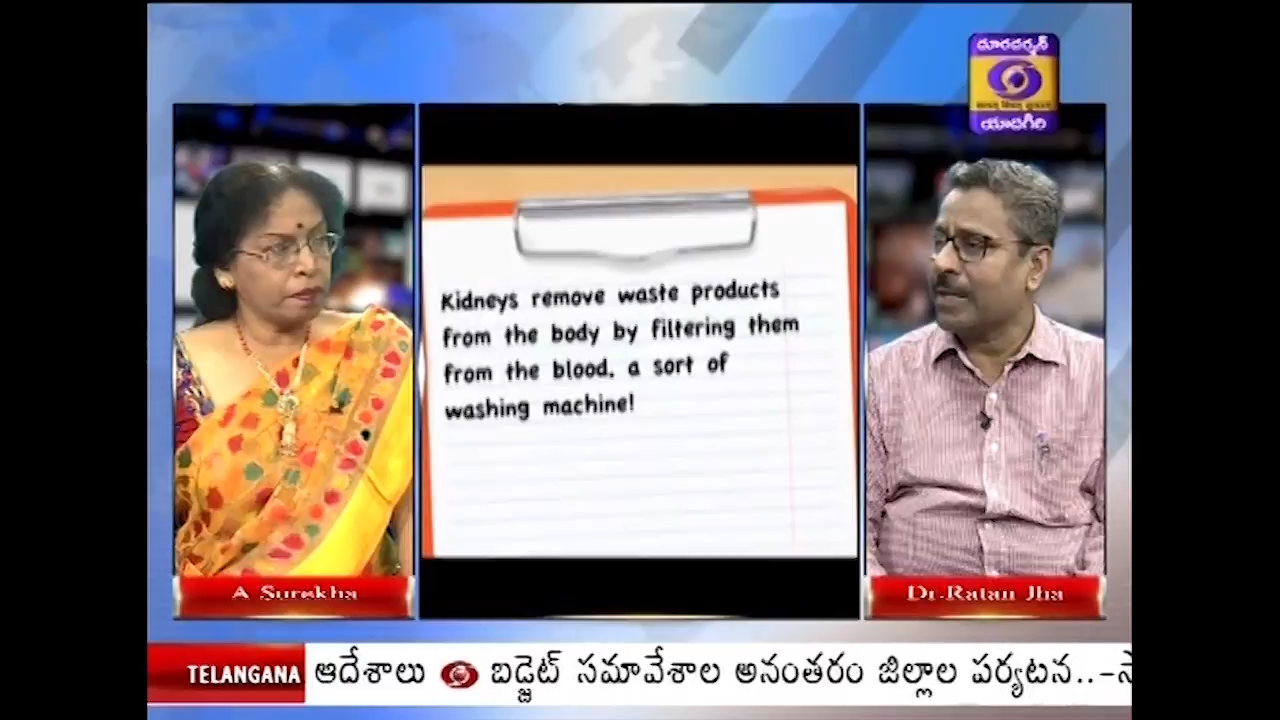 దూరదర్శన్
యాదగిరి
Kidneys remove waste products
from the body by filtering them
from the blood, a sort of
washing machine!
A Surekha
Dr.Ratan Jha
TELANGANA
ఆదేశాలు బడ్జెట్ సమావేశాల అనంతరం జిల్లాల పర్యటన..-